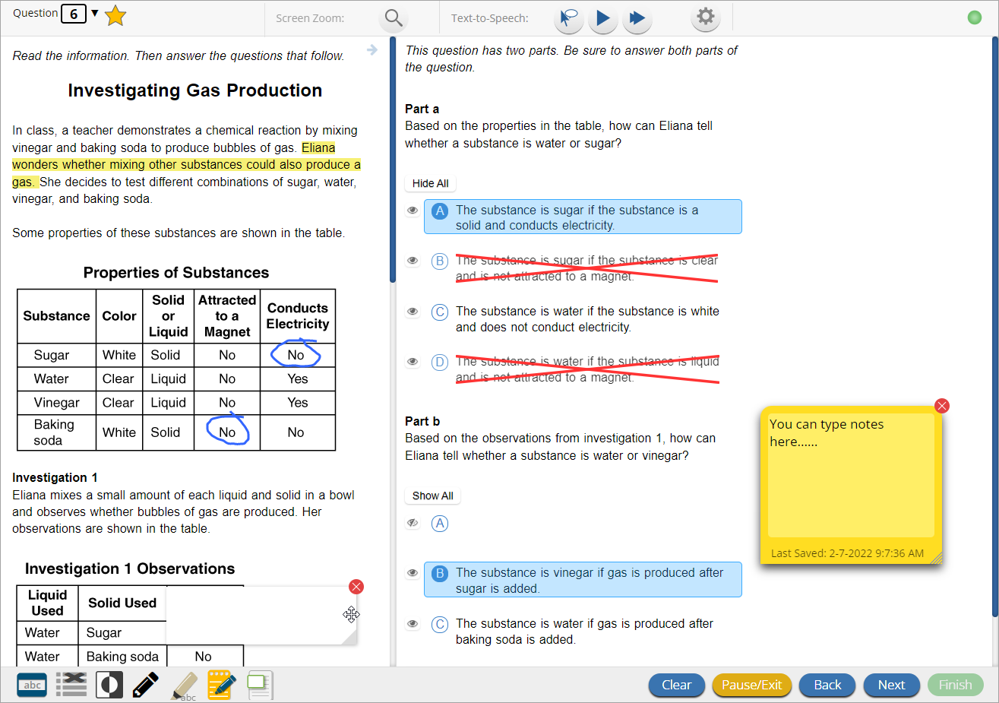 Question 6
Screen Zoom:
Text-to-Speech:
Read the information. Then answer the questions that follow.
Investigating Gas Production
In class, a teacher demonstrates a chemical reaction by mixing
vinegar and baking soda to produce bubbles of gas. Eliana
wonders whether mixing other substances could also produce a
gas. She decides to test different combinations of sugar, water,
vinegar, and baking soda.
Some properties of these substances are shown in the table.
Properties of Substances
Substance Color Solid or Liquid Attracted to a Magnet Conducts Electricity
Sugar White Solid No No
Water Clear Liquid No Yes
Vinegar Clear Liquid No Yes
Baking soda White Solid No No
Investigation 1
Eliana mixes a small amount of each liquid and solid in a bowl
and observes whether bubbles of gas are produced. Her
observations are shown in the table.
Investigation 1 Observations
Liquid Used Solid Used
Water Sugar
Water Baking soda No
This question has two parts. Be sure to answer both parts of
the question.
Part a
Based on the properties in the table, how can Eliana tell
whether a substance is water or sugar?
Hide All
A The substance is sugar if the substance is a
solid and conducts electricity.
B The substance is sugar if the substance is clear
and is not attracted to a magnet.
C The substance is water if the substance is white
and does not conduct electricity.
D The substance is water if the substance is liquid
and is not attracted to a magnet.
Part b
Based on the observations from investigation 1, how can
Eliana tell whether a substance is water or vinegar?
Show All
A
B The substance is vinegar if gas is produced after
sugar is added.
C The substance is water if gas is produced after
baking soda is added.
You can type notes
here......
Last Saved: 2-7-2022 9:7:36 AM
abc
abc
Clear
Pause/Exit
Back
Next
Finish